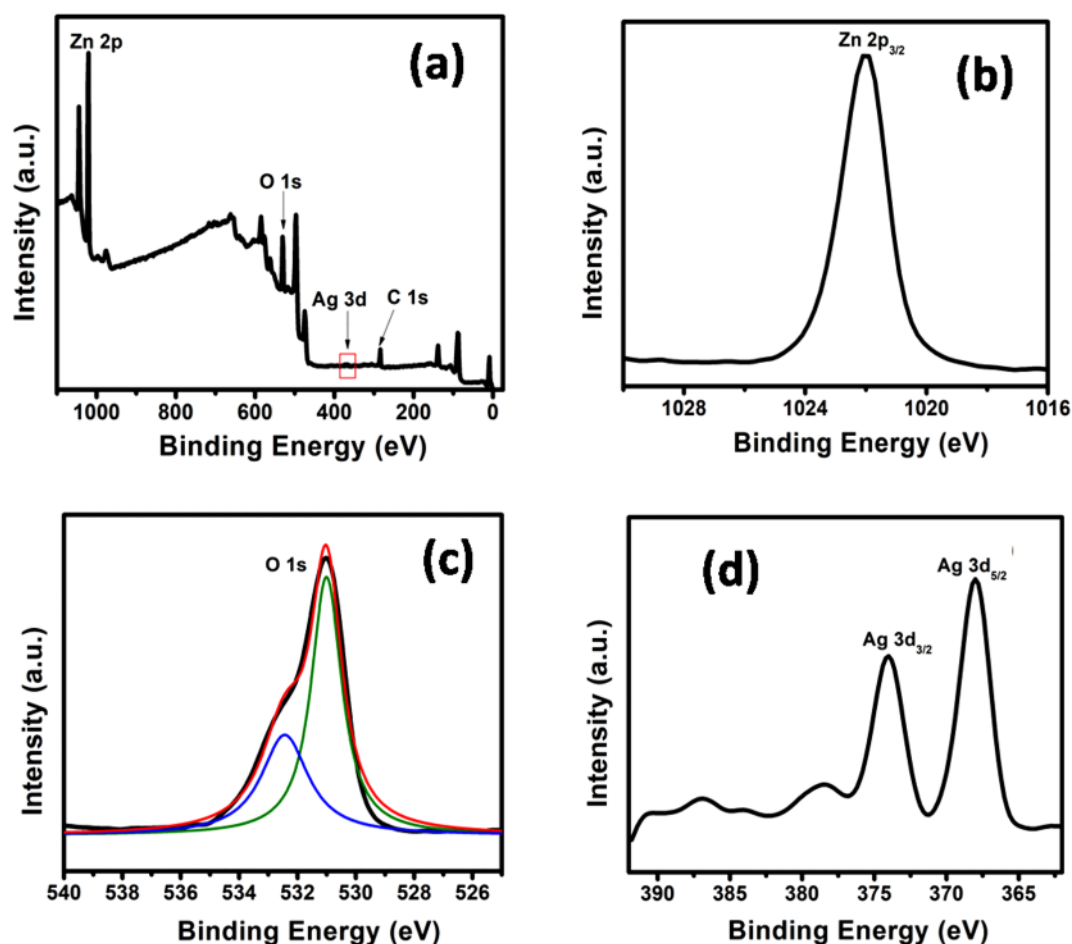 (a)
Zn 2p
O 1s
Ag 3d
C 1s
Intensity (a.u.)
1000 800 600 400 200 0
Binding Energy (eV)
(b)
Zn 2p3/2
Intensity (a.u.)
1028 1024 1020 1016
Binding Energy (eV)
(c)
O 1s
Intensity (a.u.)
540 538 536 534 531 530 528 526
Binding Energy (eV)
(d)
Ag 3d5/2
Ag 3d3/2
Intensity (a.u.)
390 385 380 375 370 365
Binding Energy (eV)